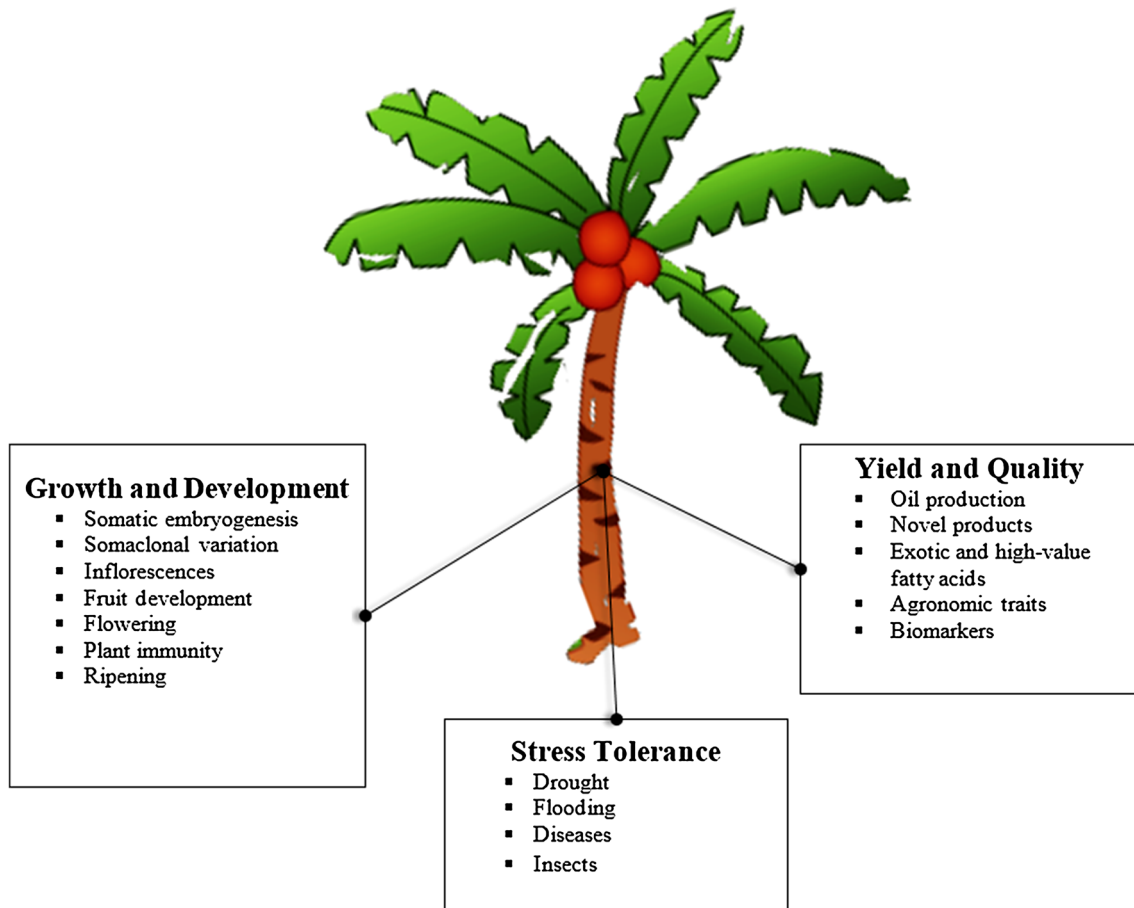 Growth and Development
▪ Somatic embryogenesis
▪ Somaclonal variation
▪ Inflorescences
▪ Fruit development
▪ Flowering
▪ Plant immunity
▪ Ripening
Stress Tolerance
▪ Drought
▪ Flooding
▪ Diseases
▪ Insects
Yield and Quality
▪ Oil production
▪ Novel products
▪ Exotic and high-value
fatty acids
▪ Agronomic traits
▪ Biomarkers